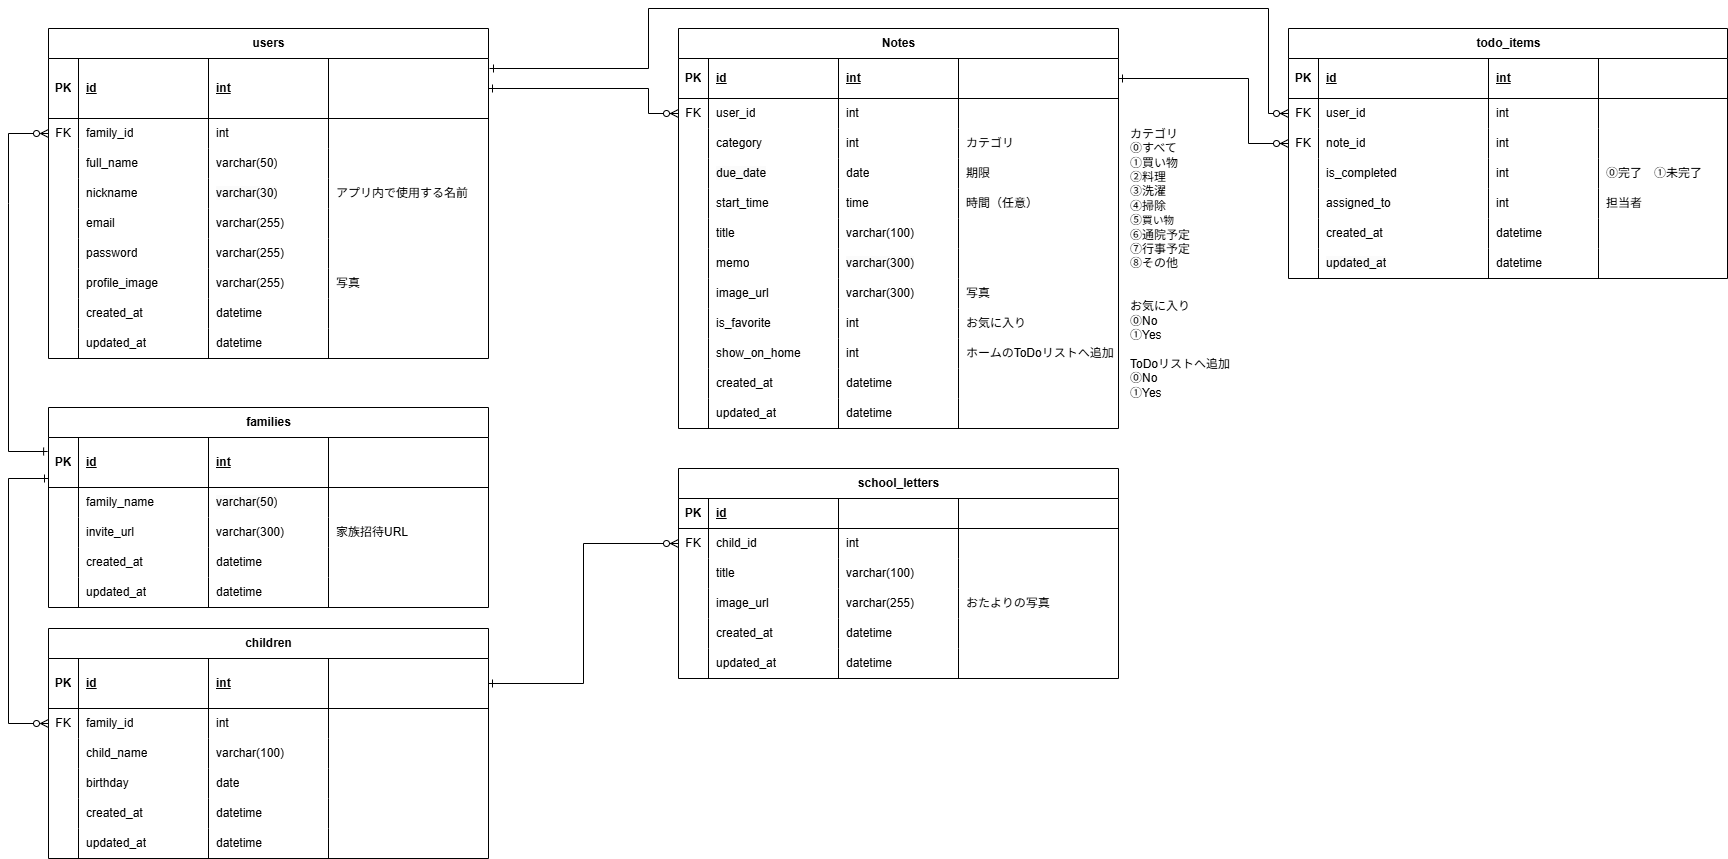 users
PK id int
FK family_id int
full_name varchar(50)
nickname varchar(30) アプリ内で使用する名前
email varchar(255)
password varchar(255)
profile_image varchar(255) 写真
created_at datetime
updated_at datetime
families
PK id int
family_name varchar(50)
invite_url varchar(300) 家族招待URL
created_at datetime
updated_at datetime
children
PK id int
FK family_id int
child_name varchar(100)
birthday date
created_at datetime
updated_at datetime
Notes
PK id int
FK user_id int
category int カテゴリ
due_date date 期限
start_time time 時間（任意）
title varchar(100)
memo varchar(300)
image_url varchar(300) 写真
is_favorite int お気に入り
show_on_home int ホームのToDoリストへ追加
created_at datetime
updated_at datetime
カテゴリ
⓪すべて
①買い物
②料理
③洗濯
④掃除
⑤買い物
⑥通院予定
⑦行事予定
⑧その他
お気に入り
⓪No
①Yes
ToDoリストへ追加
⓪No
①Yes
school_letters
PK id
FK child_id int
title varchar(100)
image_url varchar(255) おたよりの写真
created_at datetime
updated_at datetime
todo_items
PK id int
FK user_id int
FK note_id int
is_completed int ⓪完了　①未完了
assigned_to int 担当者
created_at datetime
updated_at datetime